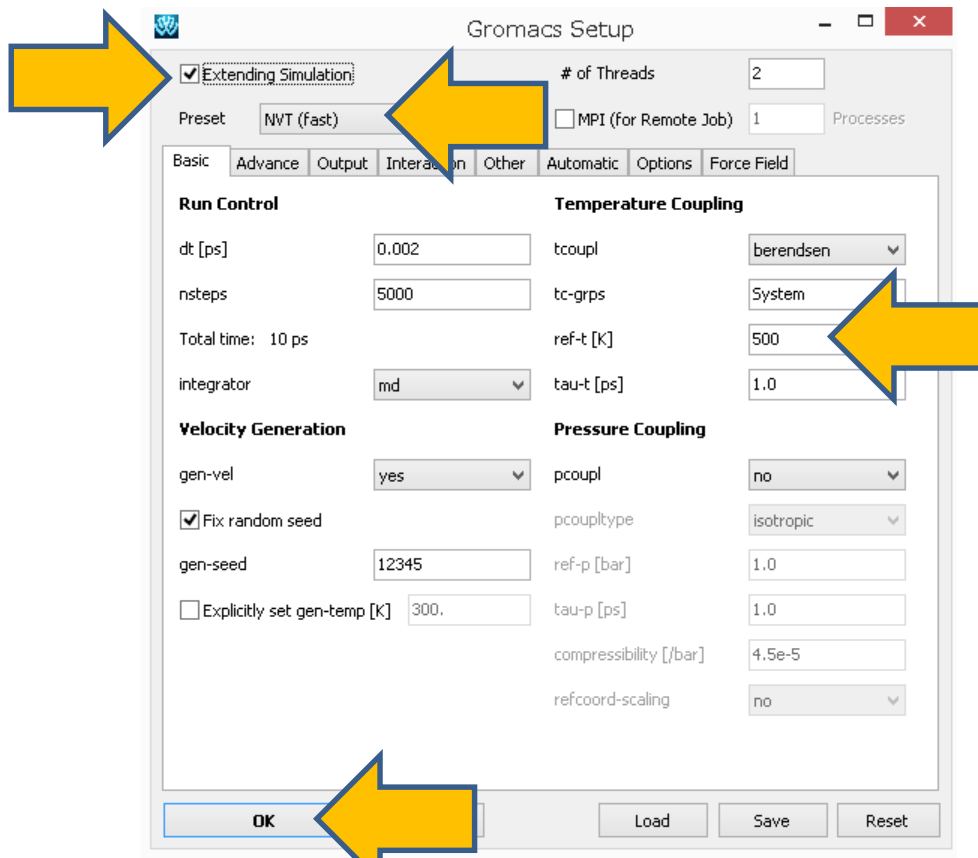 Gromacs Setup
Extending Simulation
# of Threads 2
Preset NVT (fast)
MPI (for Remote Job) 1 Processes
Basic Advance Output Interaction Other Automatic Options Force Field
Run Control
Temperature Coupling
dt [ps] 0.002
tcoupl berendsen
nsteps 5000
tc-grps System
Total time: 10 ps
ref-t [K] 500
integrator md
tau-t [ps] 1.0
Velocity Generation
Pressure Coupling
gen-vel yes
pcoupl no
Fix random seed
pcoupltype isotropic
gen-seed 12345
ref-p [bar] 1.0
Explicitly set gen-temp [K] 300.
tau-p [ps] 1.0
compressibility [/bar] 4.5e-5
refcoord-scaling no
OK Load Save Reset